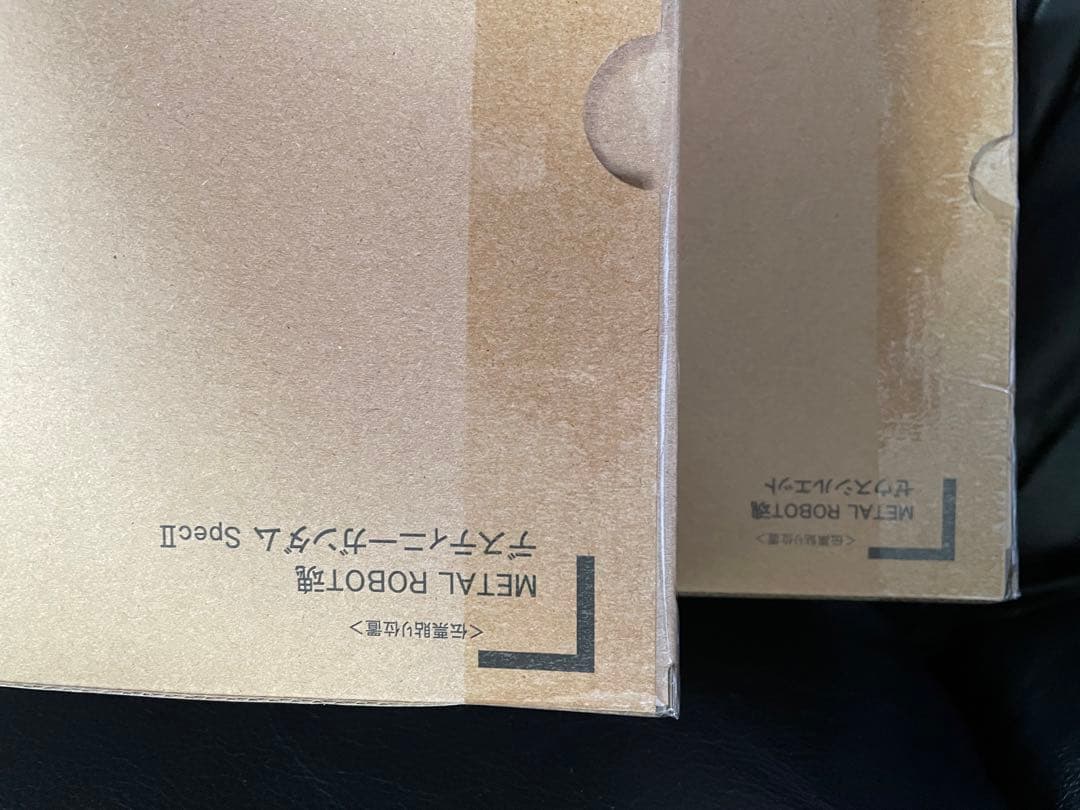 <伝票貼り位置>
METAL ROBOT魂
デスティニーガンダム SpecⅡ
<伝票貼り位置>
METAL ROBOT魂
ゼウスシルエット